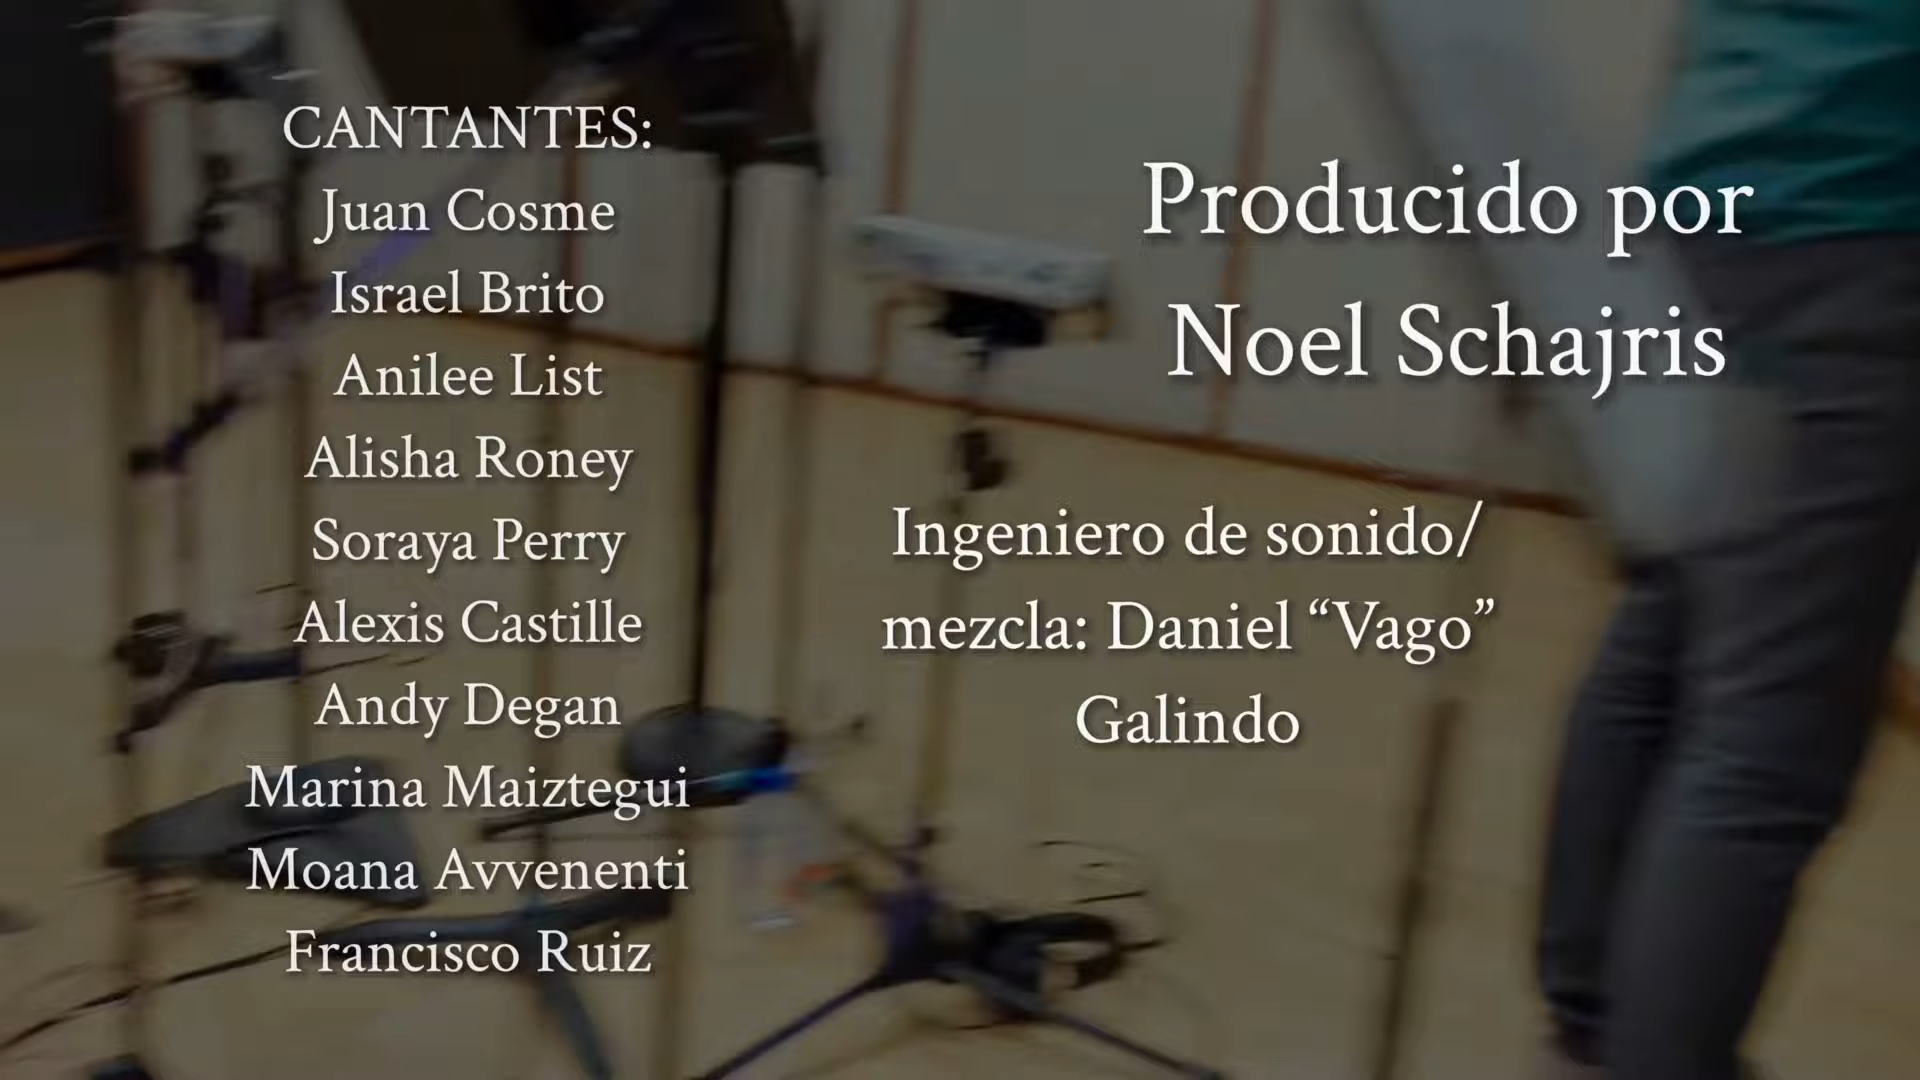 CANTANTES:
Juan Cosme
Israel Brito
Anilee List
Alisha Roney
Soraya Perry
Alexis Castille
Andy Degan
Marina Maiztegui
Moana Avvenenti
Francisco Ruiz
Producido por
Noel Schajris
Ingeniero de sonido/
mezcla: Daniel “Vago”
Galindo